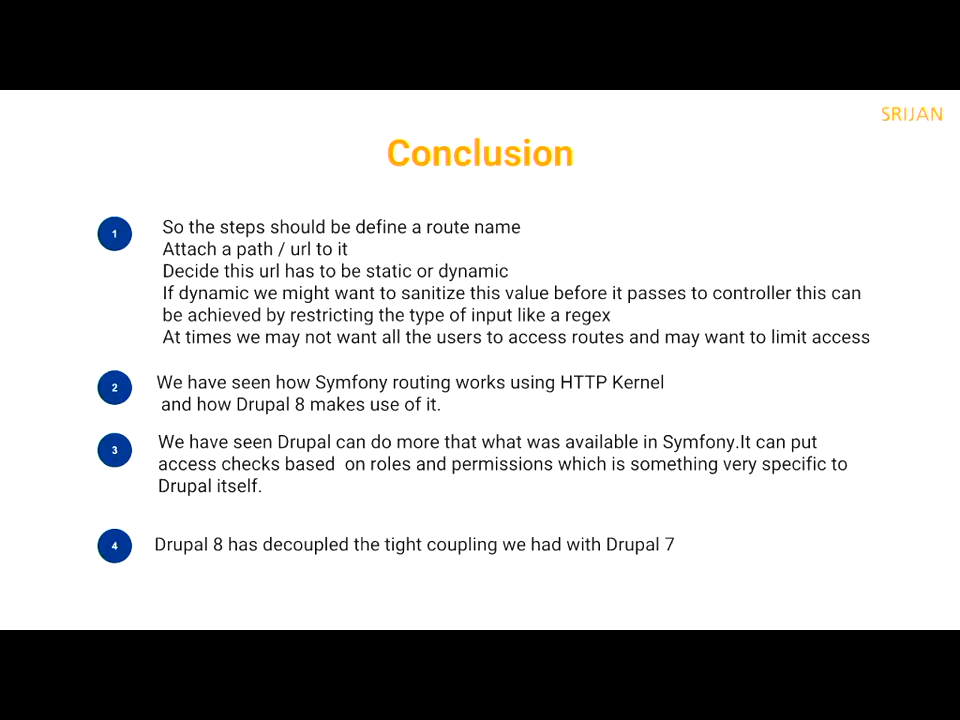 SRIJAN
Conclusion
1
So the steps should be define a route name
Attach a path / url to it
Decide this url has to be static or dynamic
If dynamic we might want to sanitize this value before it passes to controller this can
be achieved by restricting the type of input like a regex
At times we may not want all the users to access routes and may want to limit access
2
We have seen how Symfony routing works using HTTP Kernel
and how Drupal 8 makes use of it.
3
We have seen Drupal can do more that what was available in Symfony.It can put
access checks based  on roles and permissions which is something very specific to
Drupal itself.
4
Drupal 8 has decoupled the tight coupling we had with Drupal 7